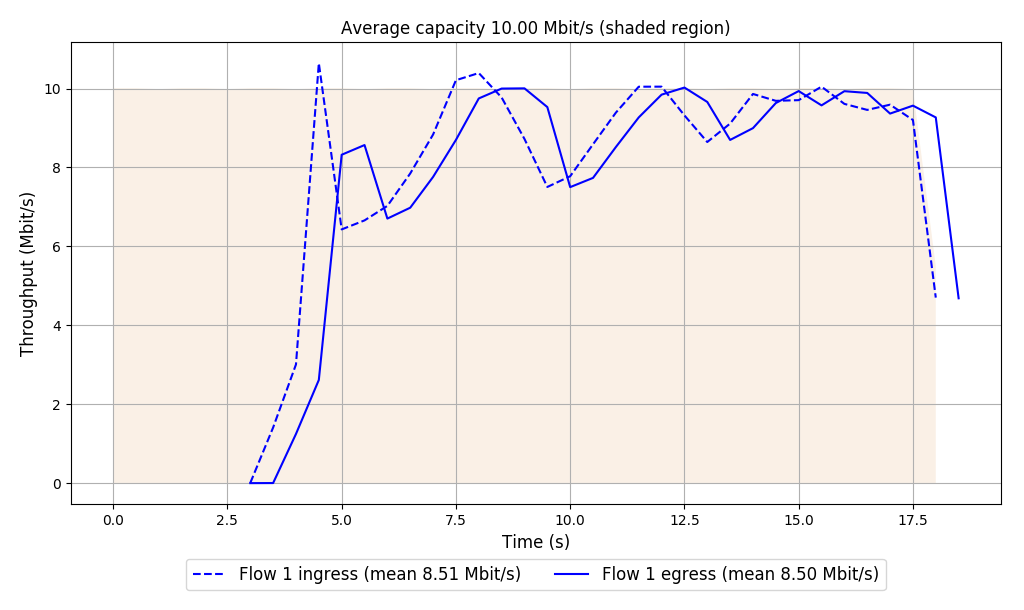 Average capacity 10.00 Mbit/s (shaded region)
Throughput (Mbit/s)
10
8
6
4
2
0
0.0 2.5 5.0 7.5 10.0 12.5 15.0 17.5
Time (s)
Flow 1 ingress (mean 8.51 Mbit/s) Flow 1 egress (mean 8.50 Mbit/s)